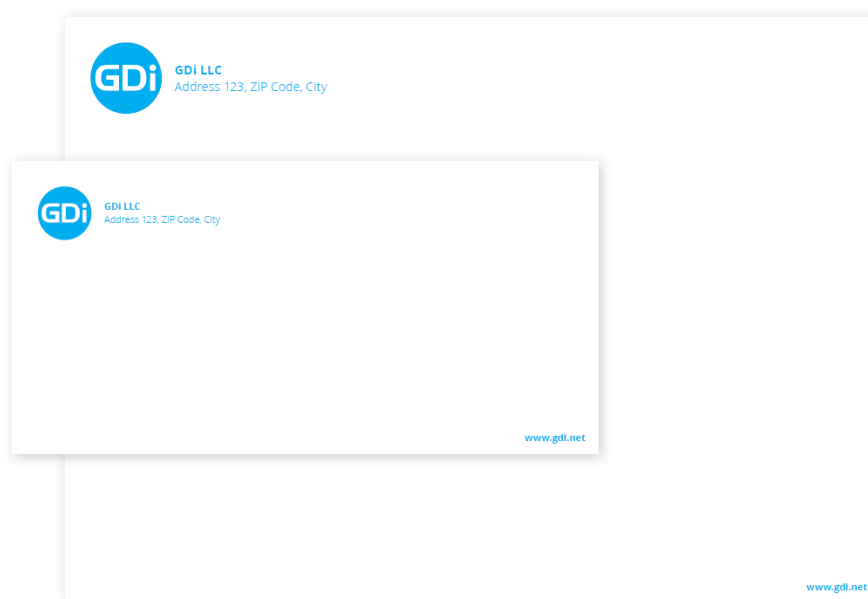 GDi
GDi LLC
Address 123, ZIP Code, City
GDi
GDi LLC
Address 123, ZIP Code, City
www.gdi.net
www.gdi.net